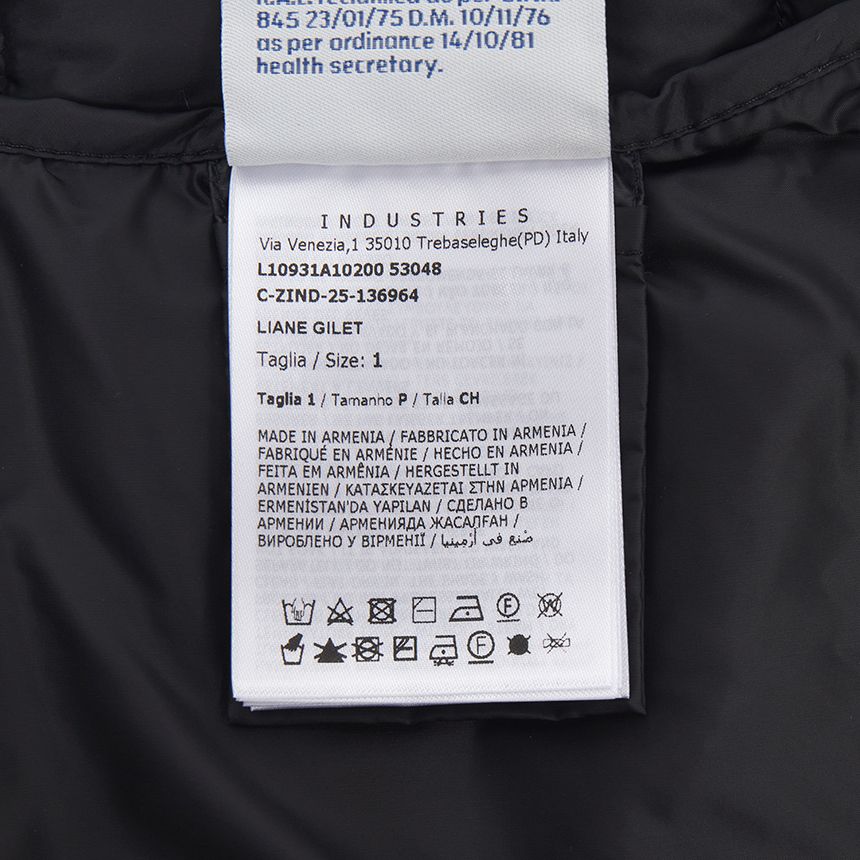 845 23/01/75 D.M. 10/11/76
as per ordinance 14/10/81
health secretary.
INDUSTRIES
Via Venezia,1 35010 Trebaseleghe(PD) Italy
L10931A10200 53048
C-ZIND-25-136964
LIANE GILET
Taglia / Size: 1
Taglia 1 / Tamanho P / Talla CH
MADE IN ARMENIA / FABBRICATO IN ARMENIA /
FABRIQUÉ EN ARMÉNIE / HECHO EN ARMENIA /
FEITA EM ARMÊNIA / HERGESTELLT IN
ARMENIEN / ΚΑΤΑΣΚΕΥΑΖΕΤΑΙ ΣΤΗΝ ΑΡΜΕΝΙΑ /
ERMENİSTAN'DA YAPILAN / СДЕЛАНО В
АРМЕНИИ / АРМЕНИЯДА ЖАСАЛҒАН /
ВИРОБЛЕНО У ВІРМЕНІЇ / صُنع في أرْمِينيا